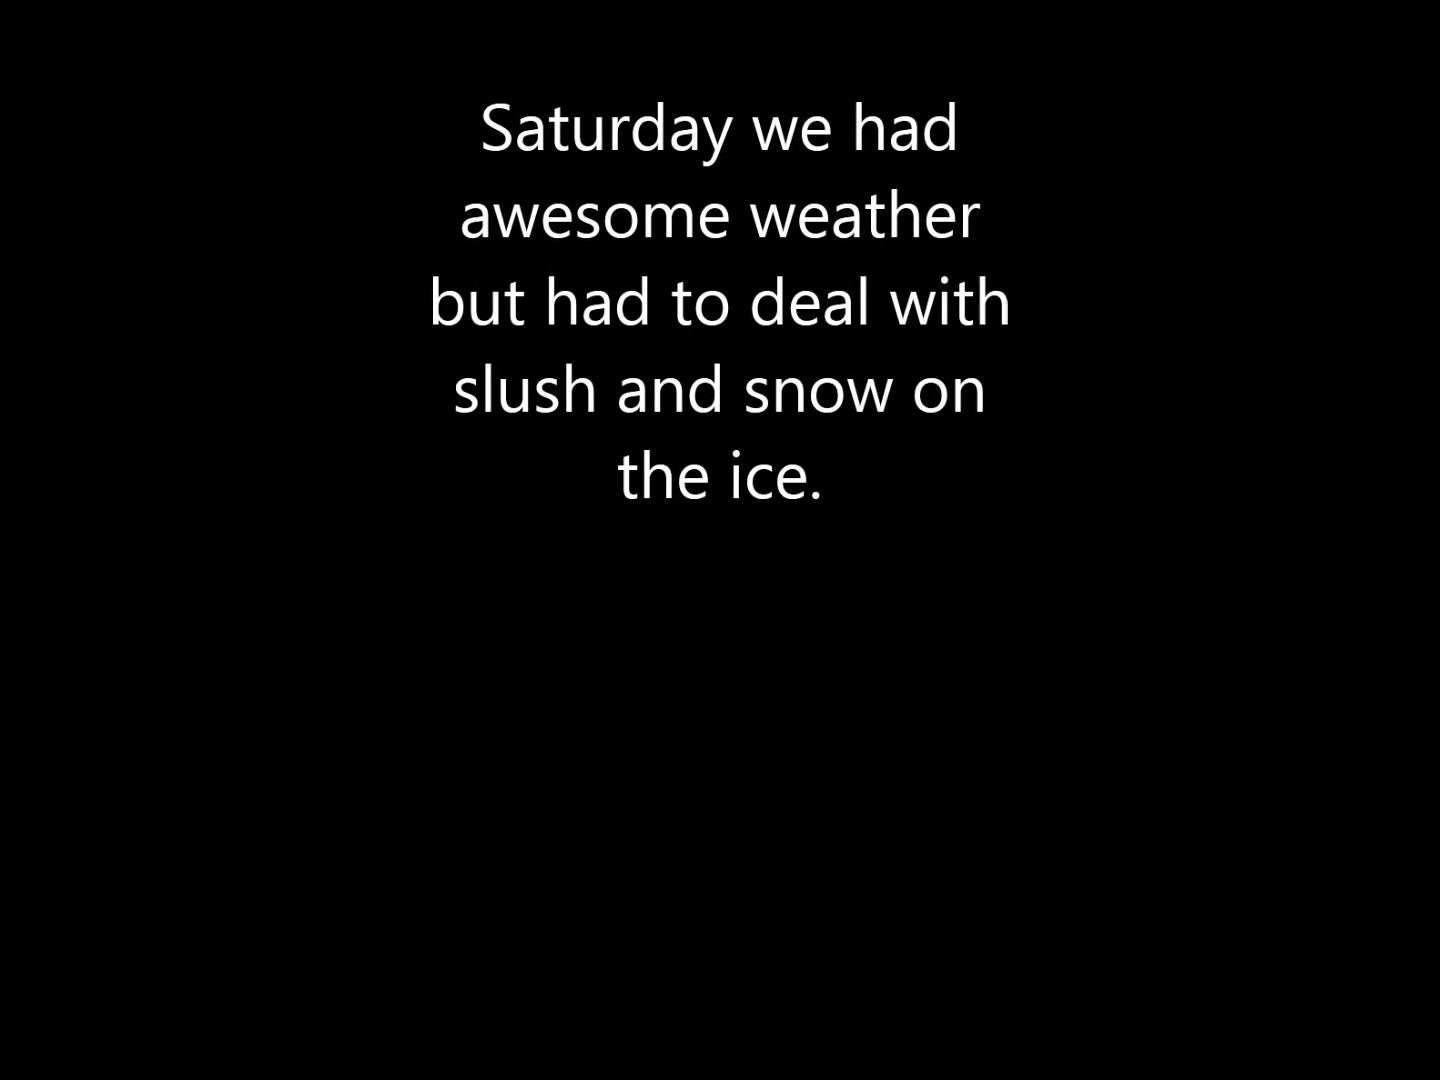 Saturday we had
awesome weather
but had to deal with
slush and snow on
the ice.